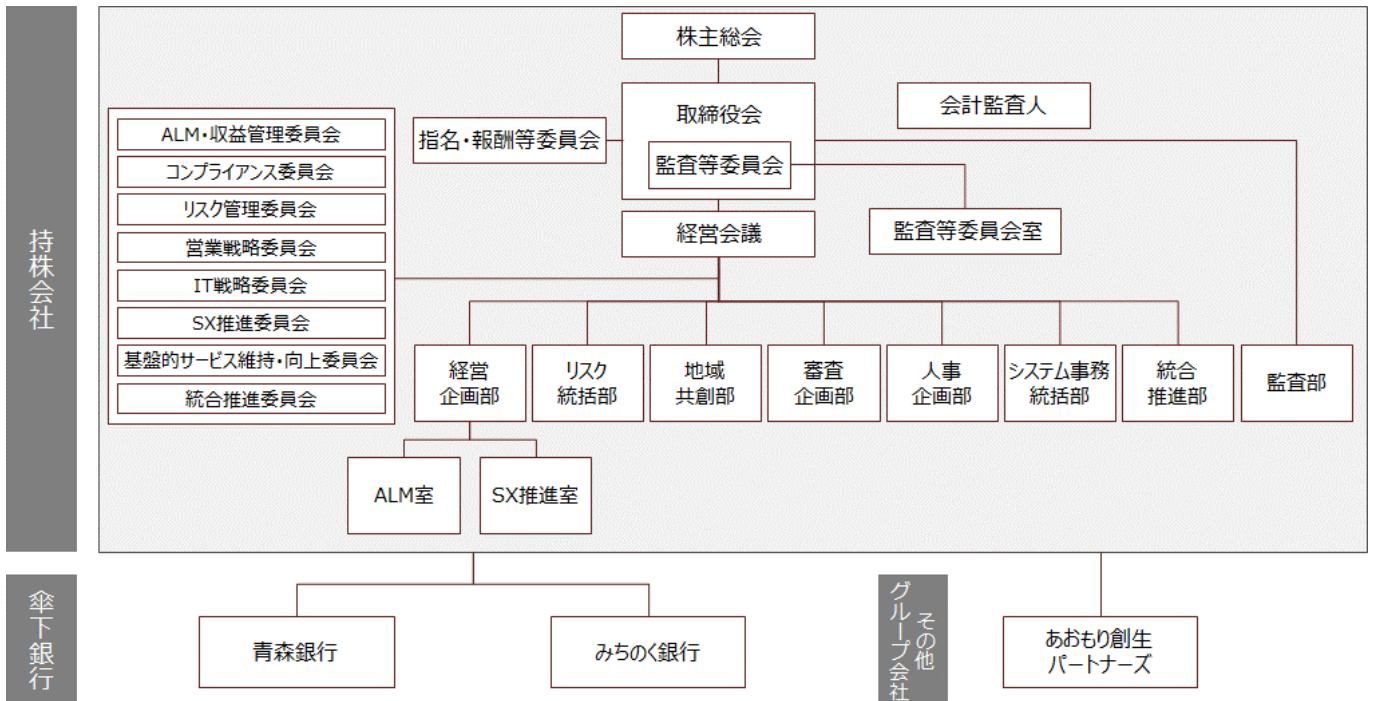 持株会社
株主総会
取締役会
監査等委員会
会計監査人
指名・報酬等委員会
監査等委員会室
経営会議
ALM・収益管理委員会
コンプライアンス委員会
リスク管理委員会
営業戦略委員会
IT戦略委員会
SX推進委員会
基盤的サービス維持・向上委員会
統合推進委員会
経営
企画部
リスク
統括部
地域
共創部
審査
企画部
人事
企画部
システム事務
統括部
統合
推進部
監査部
ALM室
SX推進室
傘下銀行
青森銀行
みちのく銀行
その他
グループ会社
あおもり創生
パートナーズ